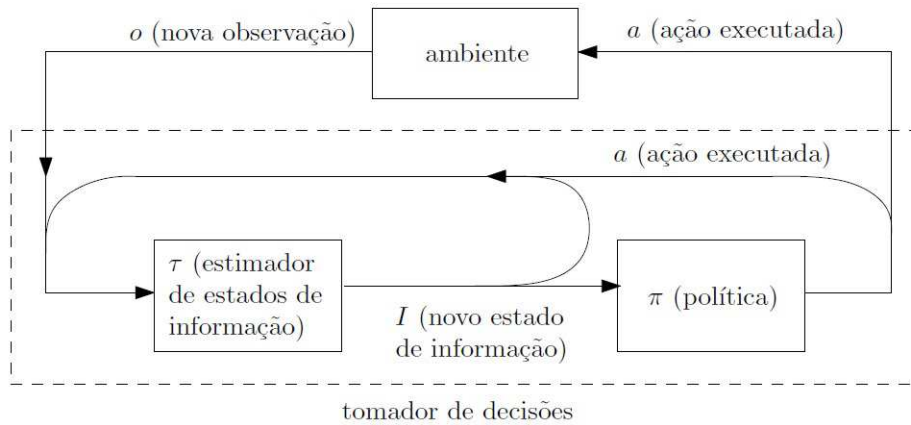 o (nova observação)
ambiente
a (ação executada)
a (ação executada)
τ (estimador
de estados de
informação)
I (novo estado
de informação)
π (política)
tomador de decisões